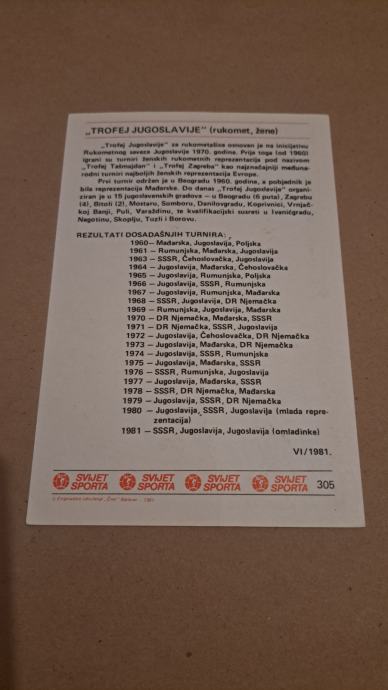 „TROFEJ JUGOSLAVIJE" (rukomet, žene)
„Trofej Jugoslavije" za rukometašice osnovan je na inicijativu
Rukometnog saveza Jugoslavije 1970. godine. Prije toga (od 1960)
igrani su turniri ženskih rukometnih reprezentacija pod nazivom
„Trofej Tašmajdan" i „Trofej Zagreba" kao najznačajniji međuna-
rodni turniri najboljih ženskih reprezentacija Evrope.
Prvi turnir održan je u Beogradu 1960. godine, a pobjednik je
bila reprezentacija Mađarske. Do danas „Trofej Jugoslavije" organi-
ziran je u 15 jugoslavenskih gradova — u Beogradu (6 puta), Zagrebu
(4), Bitoli (2), Mostaru, Somboru, Danilovgradu, Koprivnici, Vrnjač-
koj Banji, Puli, Varaždinu, te kvalifikacijski susreti u Ivanićgradu,
Negotinu, Skoplju, Tuzli i Borovu.
REZULTATI DOSADAŠNJIH TURNIRA:
1960— Mađarska, Jugoslavija, Poljska
1961 — Rumunjska, Mađarska, Jugoslavija
1963 — SSSR, Čehoslovačka, Jugoslavija
1964 — Jugoslavija, Mađarska, Čehoslovačka
1965 — Jugoslavija, Rumunjska, Poljska
1966 — Jugoslavija, SSSR, Rumunjska
1967 — Jugoslavija, Rumunjska, Mađarska
1968 — SSSR, Jugoslavija, DR Njemačka
1969 — Rumunjska, Jugoslavija, Mađarska
1970 — DR Njemačka, Mađarska, SSSR
1971 — DR Njemačka, SSSR, Jugoslavija
1972 — Jugoslavija, Čehoslovačka, DR Njemačka
1973 — Jugoslavija, Mađarska, DR Njemačka
1974 — Jugoslavija, SSSR, Rumunjska
1975 — Jugoslavija, Mađarska, SSSR
1976 — SSSR, Rumunjska, Jugoslavija
1977 — Jugoslavija, Mađarska, SSSR
1978 — SSSR, DR Njemačka, Mađarska
1979 — Jugoslavija, SSSR, DR Njemačka
1980 — Jugoslavija, SSSR, Jugoslavija (mlada repre-
zentacija)
1981 — SSSR, Jugoslavija, Jugoslavija (omladinke)
VI/1981.
SVIJET SPORTA SVIJET SPORTA SVIJET SPORTA SVIJET SPORTA 305